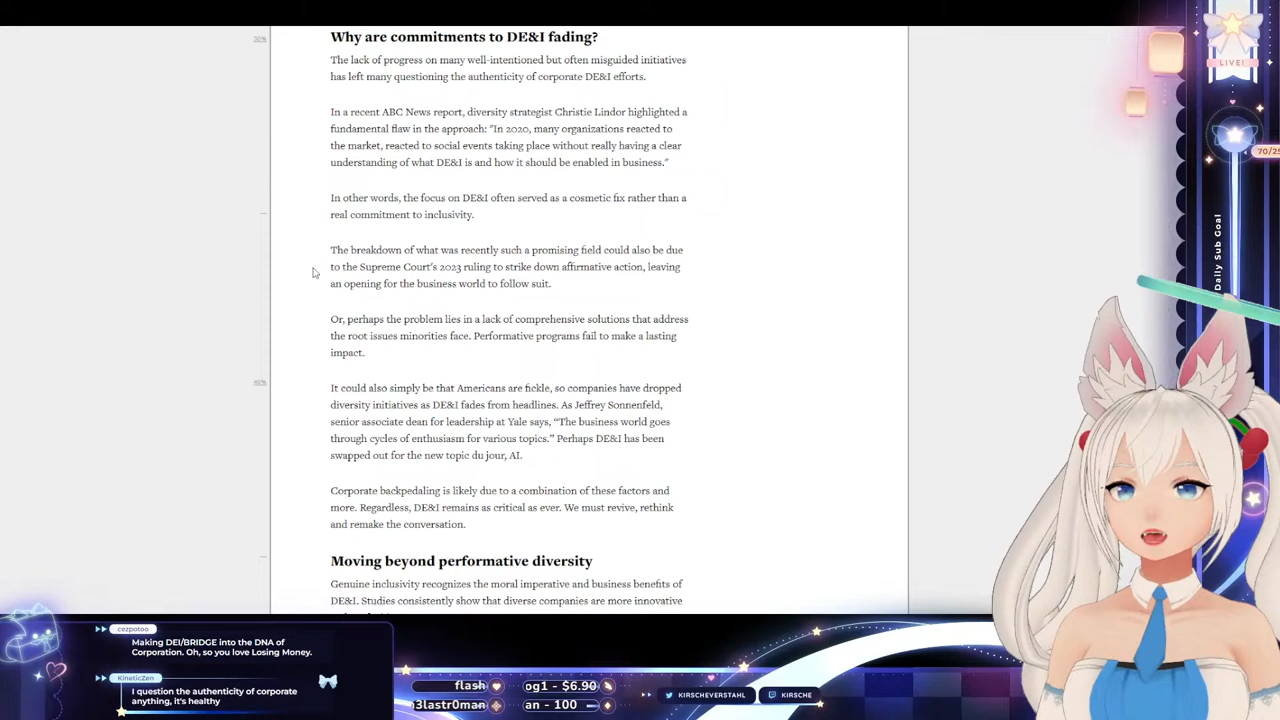 Why are commitments to DE&I fading?
30%
The lack of progress on many well-intentioned but often misguided initiatives
has left many questioning the authenticity of corporate DE&I efforts.
In a recent ABC News report, diversity strategist Christie Lindor highlighted a
fundamental flaw in the approach: "In 2020, many organizations reacted to
the market, reacted to social events taking place without really having a clear
understanding of what DE&I is and how it should be enabled in business."
In other words, the focus on DE&I often served as a cosmetic fix rather than a
real commitment to inclusivity.
The breakdown of what was recently such a promising field could also be due
to the Supreme Court's 2023 ruling to strike down affirmative action, leaving
an opening for the business world to follow suit.
Or, perhaps the problem lies in a lack of comprehensive solutions that address
the root issues minorities face. Performative programs fail to make a lasting
impact.
It could also simply be that Americans are fickle, so companies have dropped
diversity initiatives as DE&I fades from headlines. As Jeffrey Sonnenfeld,
senior associate dean for leadership at Yale says, “The business world goes
through cycles of enthusiasm for various topics.” Perhaps DE&I has been
swapped out for the new topic du jour, AI.
Corporate backpedaling is likely due to a combination of these factors and
more. Regardless, DE&I remains as critical as ever. We must revive, rethink
and remake the conversation.
Moving beyond performative diversity
Genuine inclusivity recognizes the moral imperative and business benefits of
DE&I. Studies consistently show that diverse companies are more innovative
LIVE!
70/25
Daily Sub Goal
cezpotoo
Making DEI/BRIDGE into the DNA of
Corporation. Oh, so you love Losing Money.
KineticZen
I question the authenticity of corporate
anything, it's healthy
flash
og1 - $6.90
3lastr0man
an - 100
KIRSCHEVERSTAHL
KIRSCHE